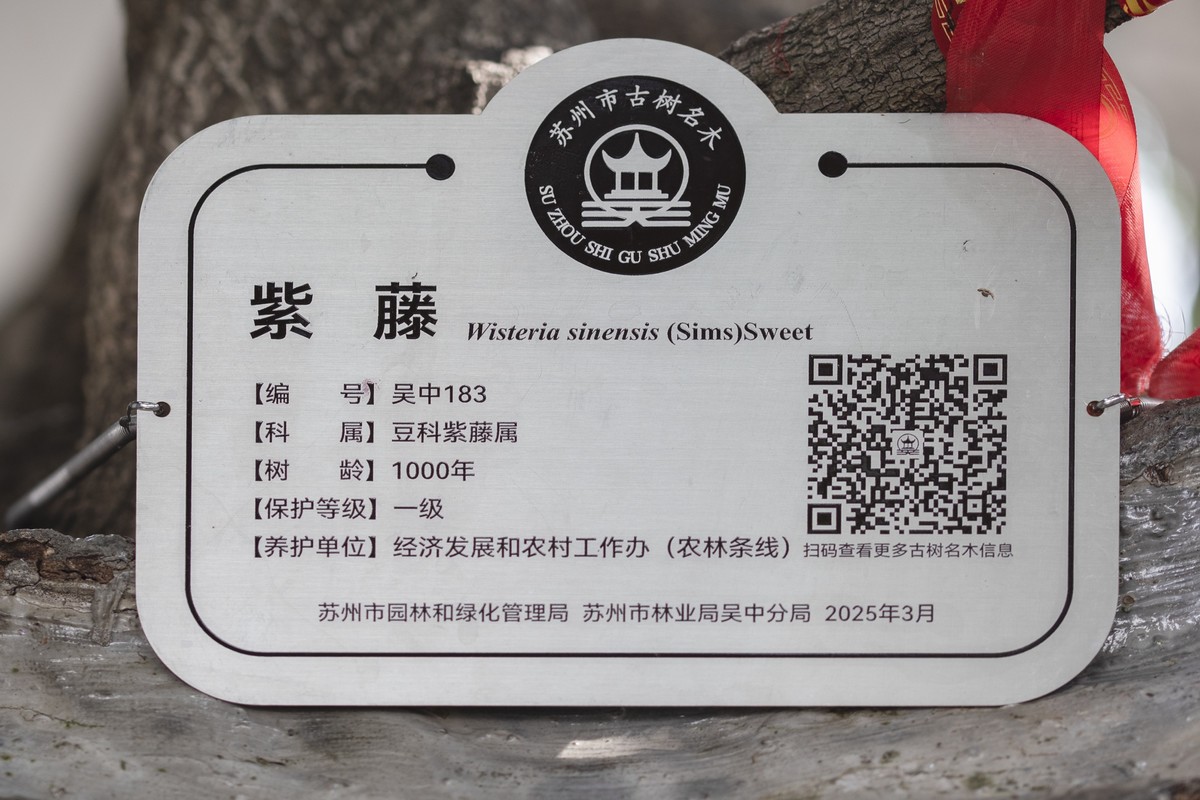 苏州市古树名木
SU ZHOU SHI GU SHU MING MU
紫 藤 Wisteria sinensis (Sims)Sweet
【编 号】吴中183
【科 属】豆科紫藤属
【树 龄】1000年
【保护等级】一级
【养护单位】经济发展和农村工作办（农林条线）
扫码查看更多古树名木信息
苏州市园林和绿化管理局 苏州市林业局吴中分局 2025年3月